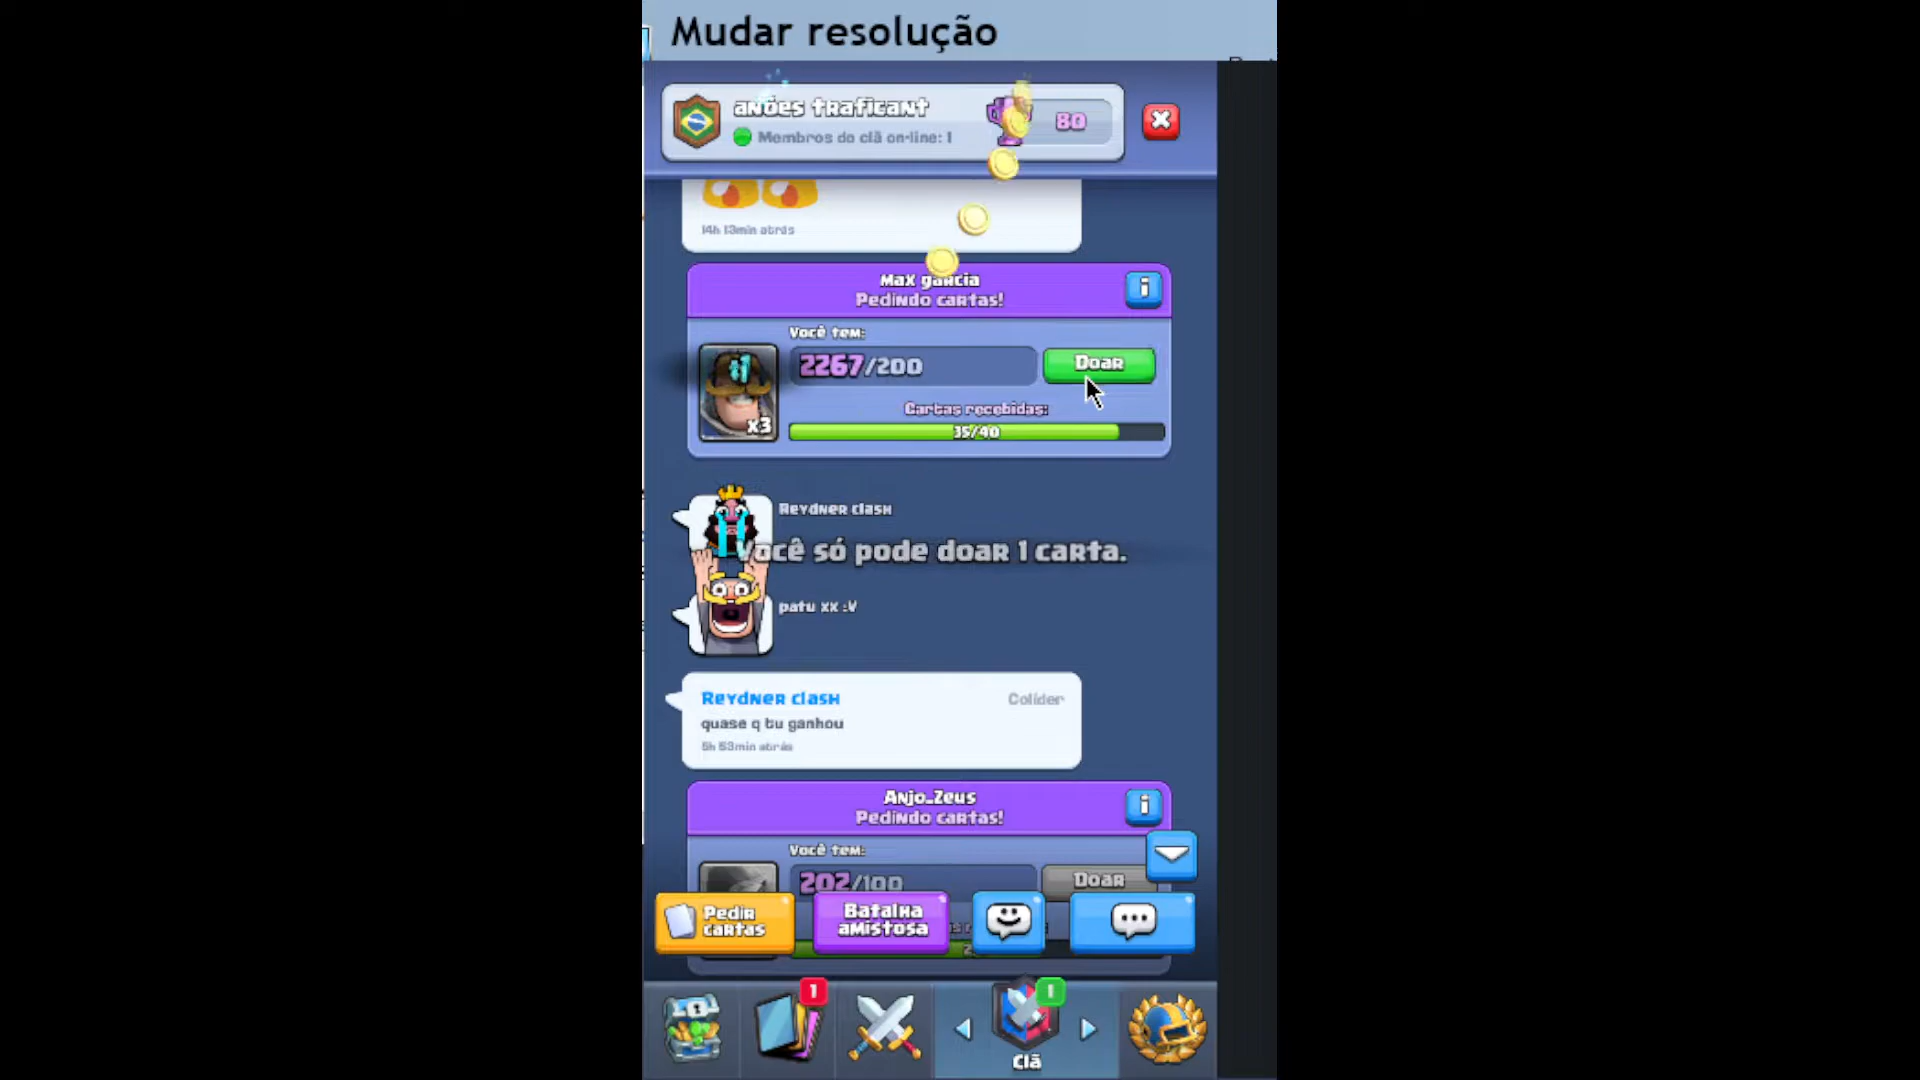 Mudar resolução
anões traficant
Membros do clã on-line: 1
80
14h 13min atrás
Max garcia
Pedindo cartas!
i
Você tem:
2267/200
Doar
x3
Cartas recebidas:
35/40
Reydner clash
Você só pode doar 1 carta.
patu xx :V
Reydner clash
Colíder
quase q tu ganhou
5h 53min atrás
Anjo_Zeus
Pedindo cartas!
i
Você tem:
202/100
Doar
Pedir
cartas
Batalha
amistosa
1
1
Clã